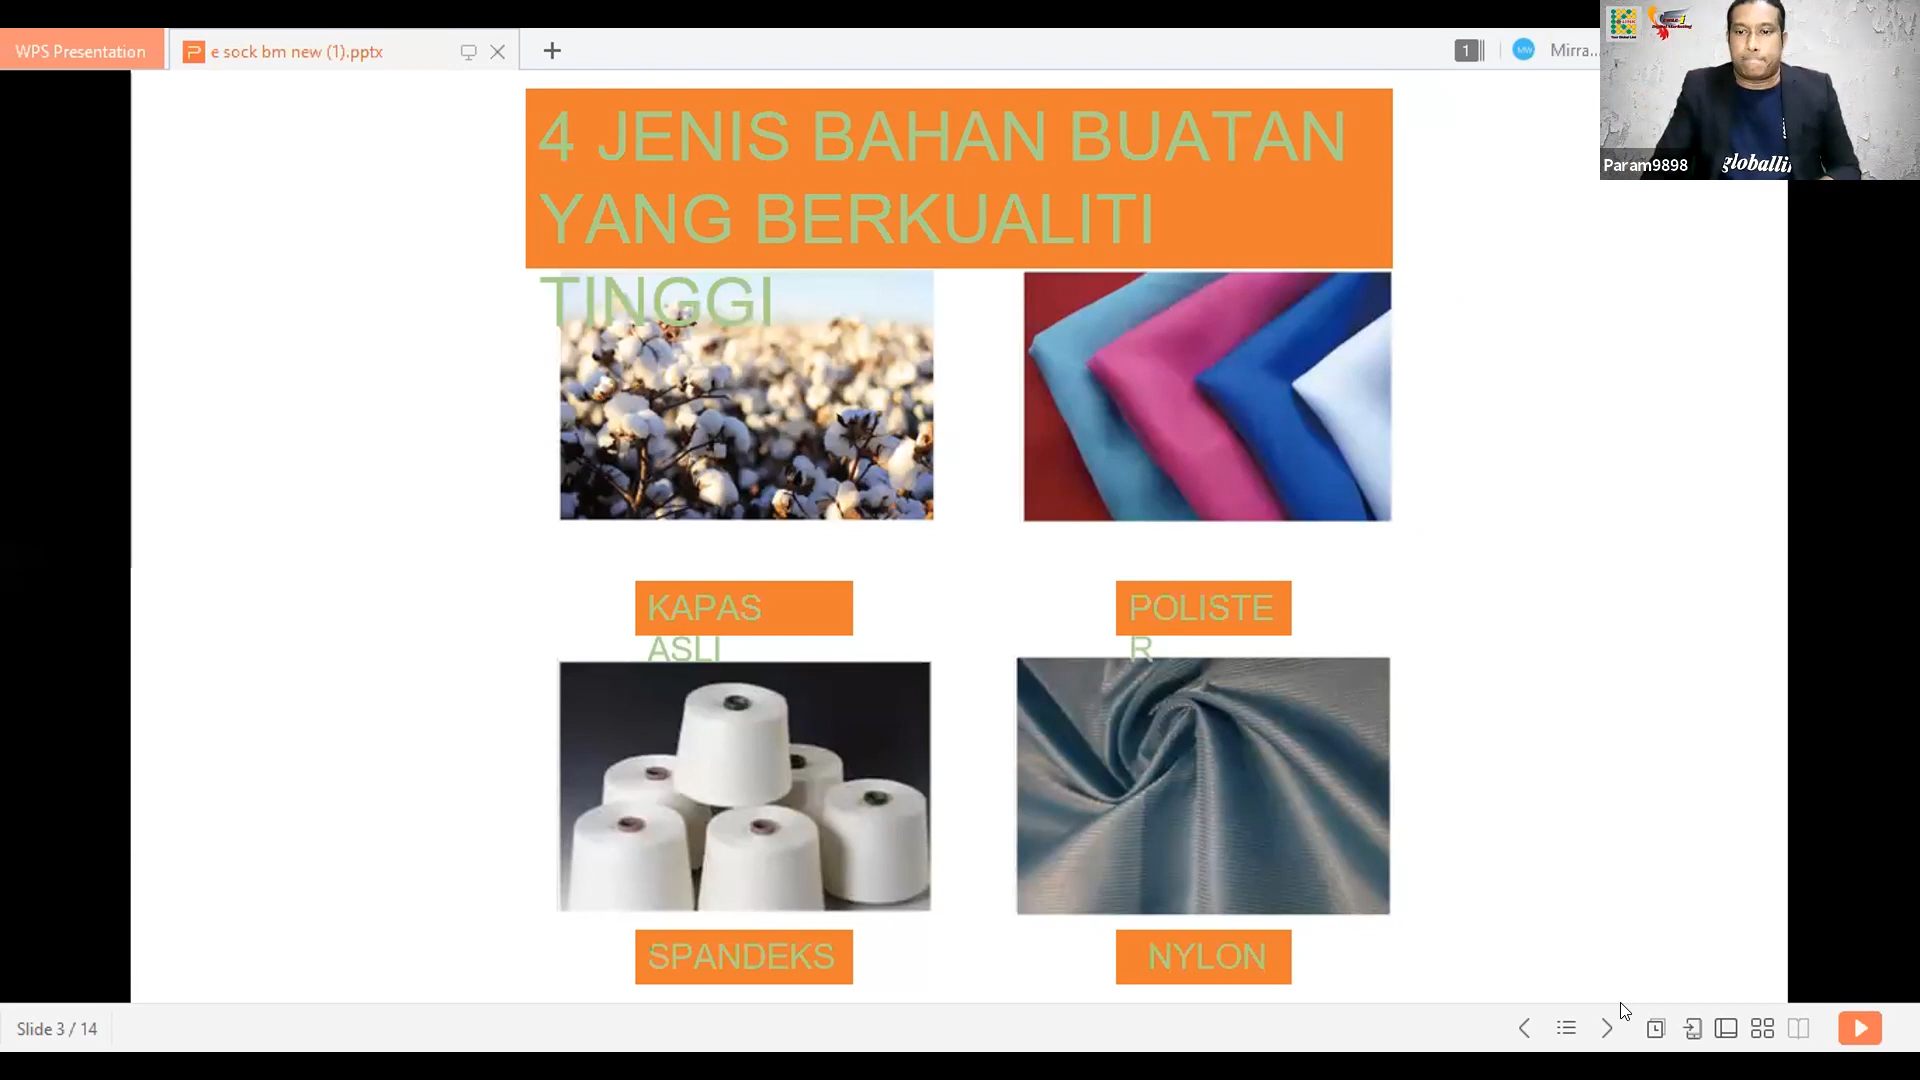 WPS Presentation
e sock bm new (1).pptx
1
MW
Mirra...
Param9898
globalli
4 JENIS BAHAN BUATAN
YANG BERKUALITI
TINGGI
KAPAS
ASLI
POLISTE
R
SPANDEKS
NYLON
Slide 3 / 14